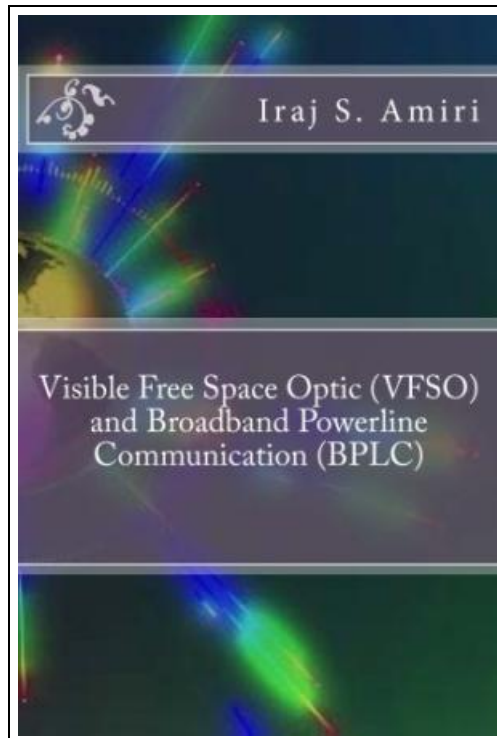 Iraj S. Amiri
Visible Free Space Optic (VFSO)
and Broadband Powerline
Communication (BPLC)